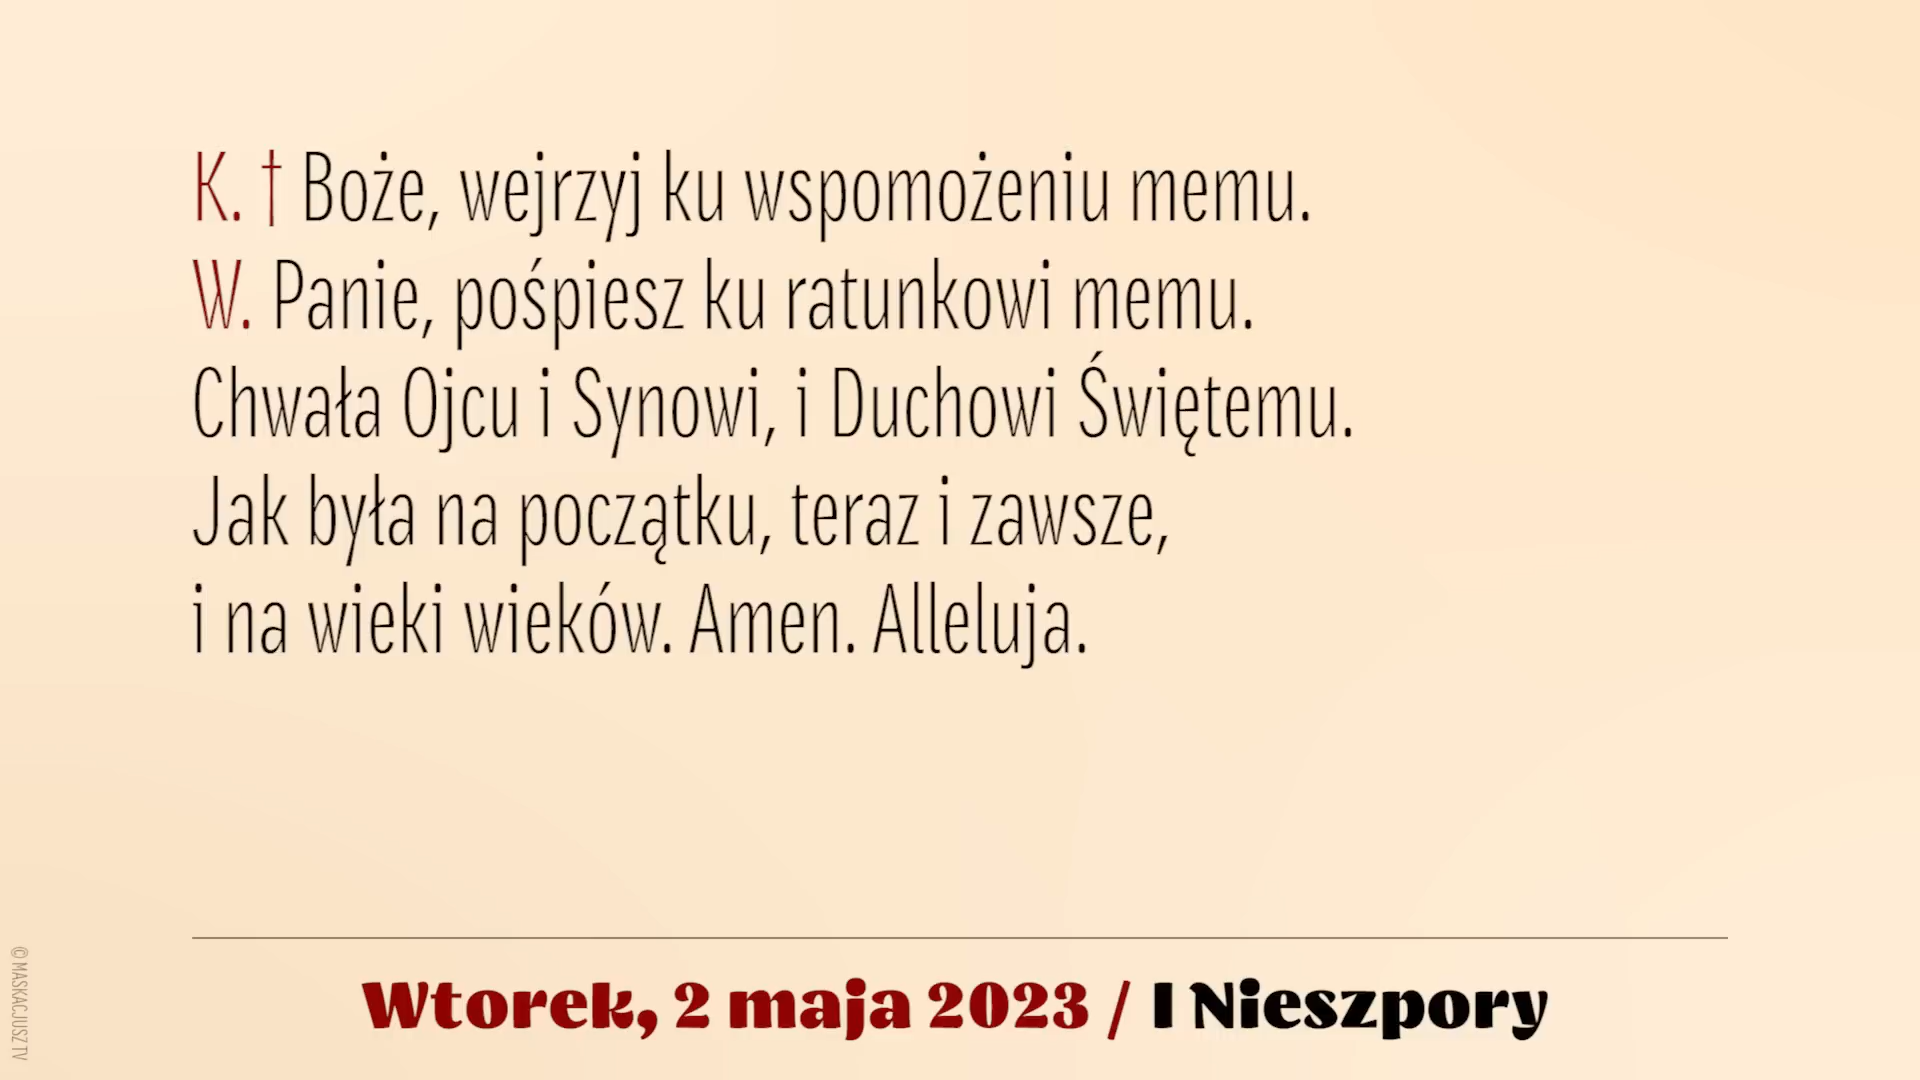 K. † Boże, wejrzyj ku wspomożeniu memu.
W. Panie, pośpiesz ku ratunkowi memu.
Chwała Ojcu i Synowi, i Duchowi Świętemu.
Jak była na początku, teraz i zawsze,
i na wieki wieków. Amen. Alleluja.
Wtorek, 2 maja 2023 / I Nieszpory
© MASKACJUSZ TV